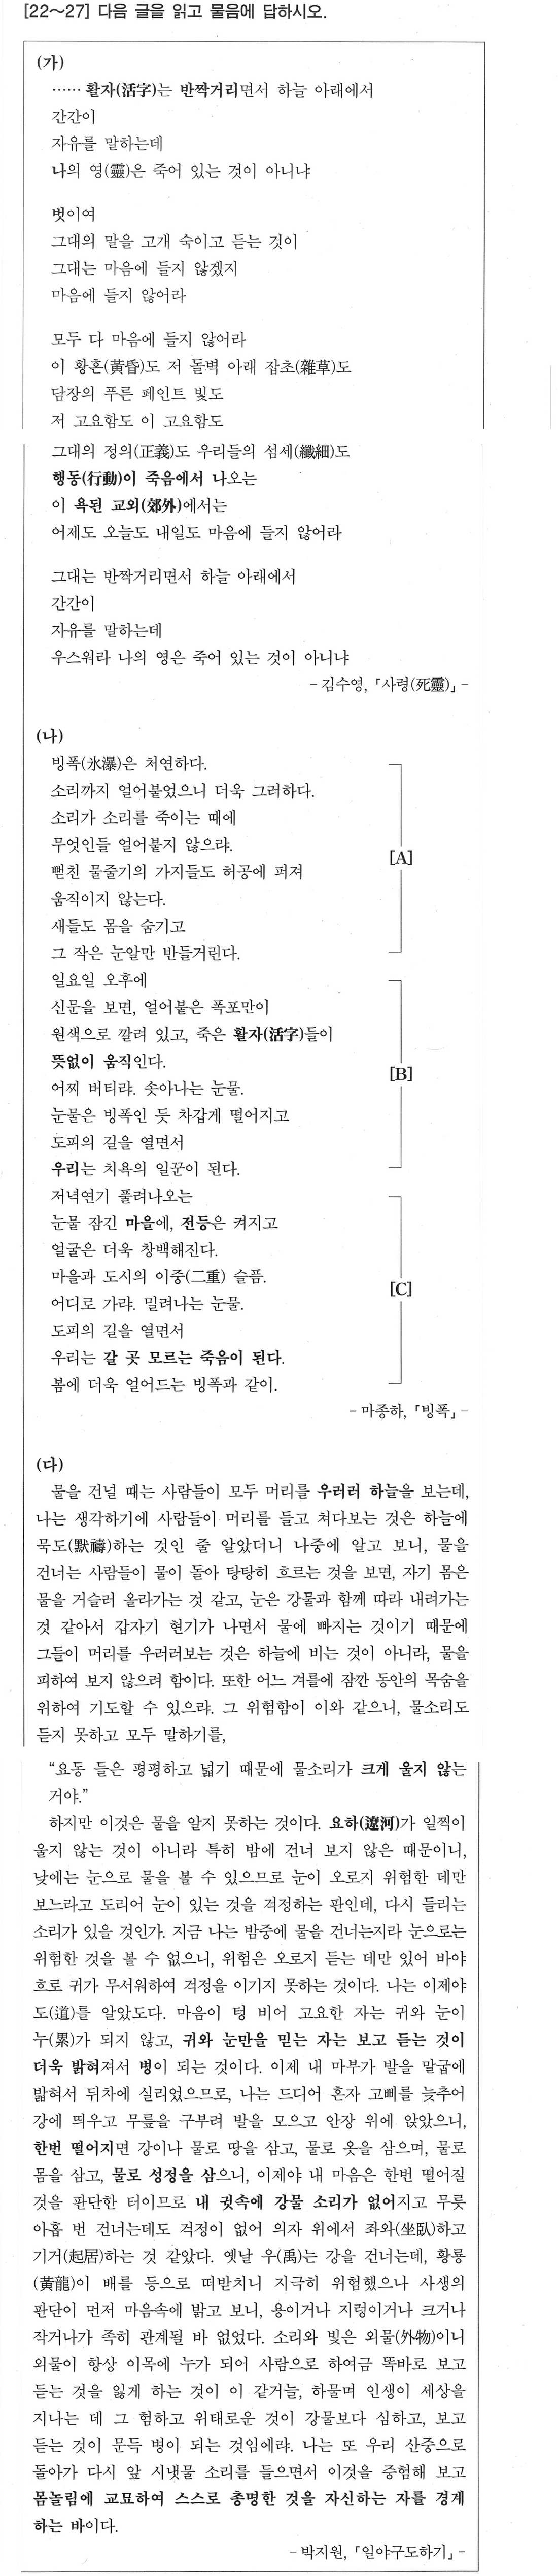 [22～27] 다음 글을 읽고 물음에 답하시오.
(가)
…… 활자(活字)는 반짝거리면서 하늘 아래에서
간간이
자유를 말하는데
나의 영(靈)은 죽어 있는 것이 아니냐
벗이여
그대의 말을 고개 숙이고 듣는 것이
그대는 마음에 들지 않겠지
마음에 들지 않어라
모두 다 마음에 들지 않어라
이 황혼(黃昏)도 저 돌벽 아래 잡초(雜草)도
담장의 푸른 페인트 빛도
저 고요함도 이 고요함도
그대의 정의(正義)도 우리들의 섬세(纖細)도
행동(行動)이 죽음에서 나오는
이 욕된 교외(郊外)에서는
어제도 오늘도 내일도 마음에 들지 않어라
그대는 반짝거리면서 하늘 아래에서
간간이
자유를 말하는데
우스워라 나의 영은 죽어 있는 것이 아니냐
- 김수영, 「사령(死靈)」 -
(나)
빙폭(氷瀑)은 처연하다.
소리까지 얼어붙었으니 더욱 그러하다.
소리가 소리를 죽이는 때에
무엇인들 얼어붙지 않으랴.
뻗친 물줄기의 가지들도 허공에 퍼져
움직이지 않는다.
새들도 몸을 숨기고
그 작은 눈알만 반들거린다.
[A]
일요일 오후에
신문을 보면, 얼어붙은 폭포만이
원색으로 깔려 있고, 죽은 활자(活字)들이
뜻없이 움직인다.
어찌 버티랴. 솟아나는 눈물.
눈물은 빙폭인 듯 차갑게 떨어지고
도피의 길을 열면서
우리는 치욕의 일꾼이 된다.
[B]
저녁연기 풀려나오는
눈물 잠긴 마을에, 전등은 켜지고
얼굴은 더욱 창백해진다.
마을과 도시의 이중(二重) 슬픔.
어디로 가랴. 밀려나는 눈물.
도피의 길을 열면서
우리는 갈 곳 모르는 죽음이 된다.
봄에 더욱 얼어드는 빙폭과 같이.
[C]
- 마종하, 「빙폭」 -
(다)
물을 건널 때는 사람들이 모두 머리를 우러러 하늘을 보는데,
나는 생각하기에 사람들이 머리를 들고 쳐다보는 것은 하늘에
묵도(默禱)하는 것인 줄 알았더니 나중에 알고 보니, 물을
건너는 사람들이 물이 돌아 탕탕히 흐르는 것을 보면, 자기 몸은
물을 거슬러 올라가는 것 같고, 눈은 강물과 함께 따라 내려가는
것 같아서 갑자기 현기가 나면서 물에 빠지는 것이기 때문에
그들이 머리를 우러러보는 것은 하늘에 비는 것이 아니라, 물을
피하여 보지 않으려 함이다. 또한 어느 겨를에 잠깐 동안의 목숨을
위하여 기도할 수 있으랴. 그 위험함이 이와 같으니, 물소리도
듣지 못하고 모두 말하기를,
“요동 들은 평평하고 넓기 때문에 물소리가 크게 울지 않는
거야.”
하지만 이것은 물을 알지 못하는 것이다. 요하(遼河)가 일찍이
울지 않는 것이 아니라 특히 밤에 건너 보지 않은 때문이니,
낮에는 눈으로 물을 볼 수 있으므로 눈이 오로지 위험한 데만
보느라고 도리어 눈이 있는 것을 걱정하는 판인데, 다시 들리는
소리가 있을 것인가. 지금 나는 밤중에 물을 건너는지라 눈으로는
위험한 것을 볼 수 없으니, 위험은 오로지 듣는 데만 있어 바야
흐로 귀가 무서워하여 걱정을 이기지 못하는 것이다. 나는 이제야
도(道)를 알았도다. 마음이 텅 비어 고요한 자는 귀와 눈이
누(累)가 되지 않고, 귀와 눈만을 믿는 자는 보고 듣는 것이
더욱 밝혀져서 병이 되는 것이다. 이제 내 마부가 발을 말굽에
밟혀서 뒤차에 실리었으므로, 나는 드디어 혼자 고삐를 늦추어
강에 띄우고 무릎을 구부려 발을 모으고 안장 위에 앉았으니,
한번 떨어지면 강이나 물로 땅을 삼고, 물로 옷을 삼으며, 물로
몸을 삼고, 물로 성정을 삼으니, 이제야 내 마음은 한번 떨어질
것을 판단한 터이므로 내 귓속에 강물 소리가 없어지고 무릇
아홉 번 건너는데도 걱정이 없어 의자 위에서 좌와(坐臥)하고
기거(起居)하는 것 같았다. 옛날 우(禹)는 강을 건너는데, 황룡
(黃龍)이 배를 등으로 떠받치니 지극히 위험했으나 사생의
판단이 먼저 마음속에 밝고 보니, 용이거나 지렁이거나 크거나
작거나가 족히 관계될 바 없었다. 소리와 빛은 외물(外物)이니
외물이 항상 이목에 누가 되어 사람으로 하여금 똑바로 보고
듣는 것을 잃게 하는 것이 이 같거늘, 하물며 인생이 세상을
지나는 데 그 험하고 위태로운 것이 강물보다 심하고, 보고
듣는 것이 문득 병이 되는 것임에랴. 나는 또 우리 산중으로
돌아가 다시 앞 시냇물 소리를 들으면서 이것을 증험해 보고
몸놀림에 교묘하여 스스로 총명한 것을 자신하는 자를 경계
하는 바이다.
- 박지원, 「일야구도하기」 -